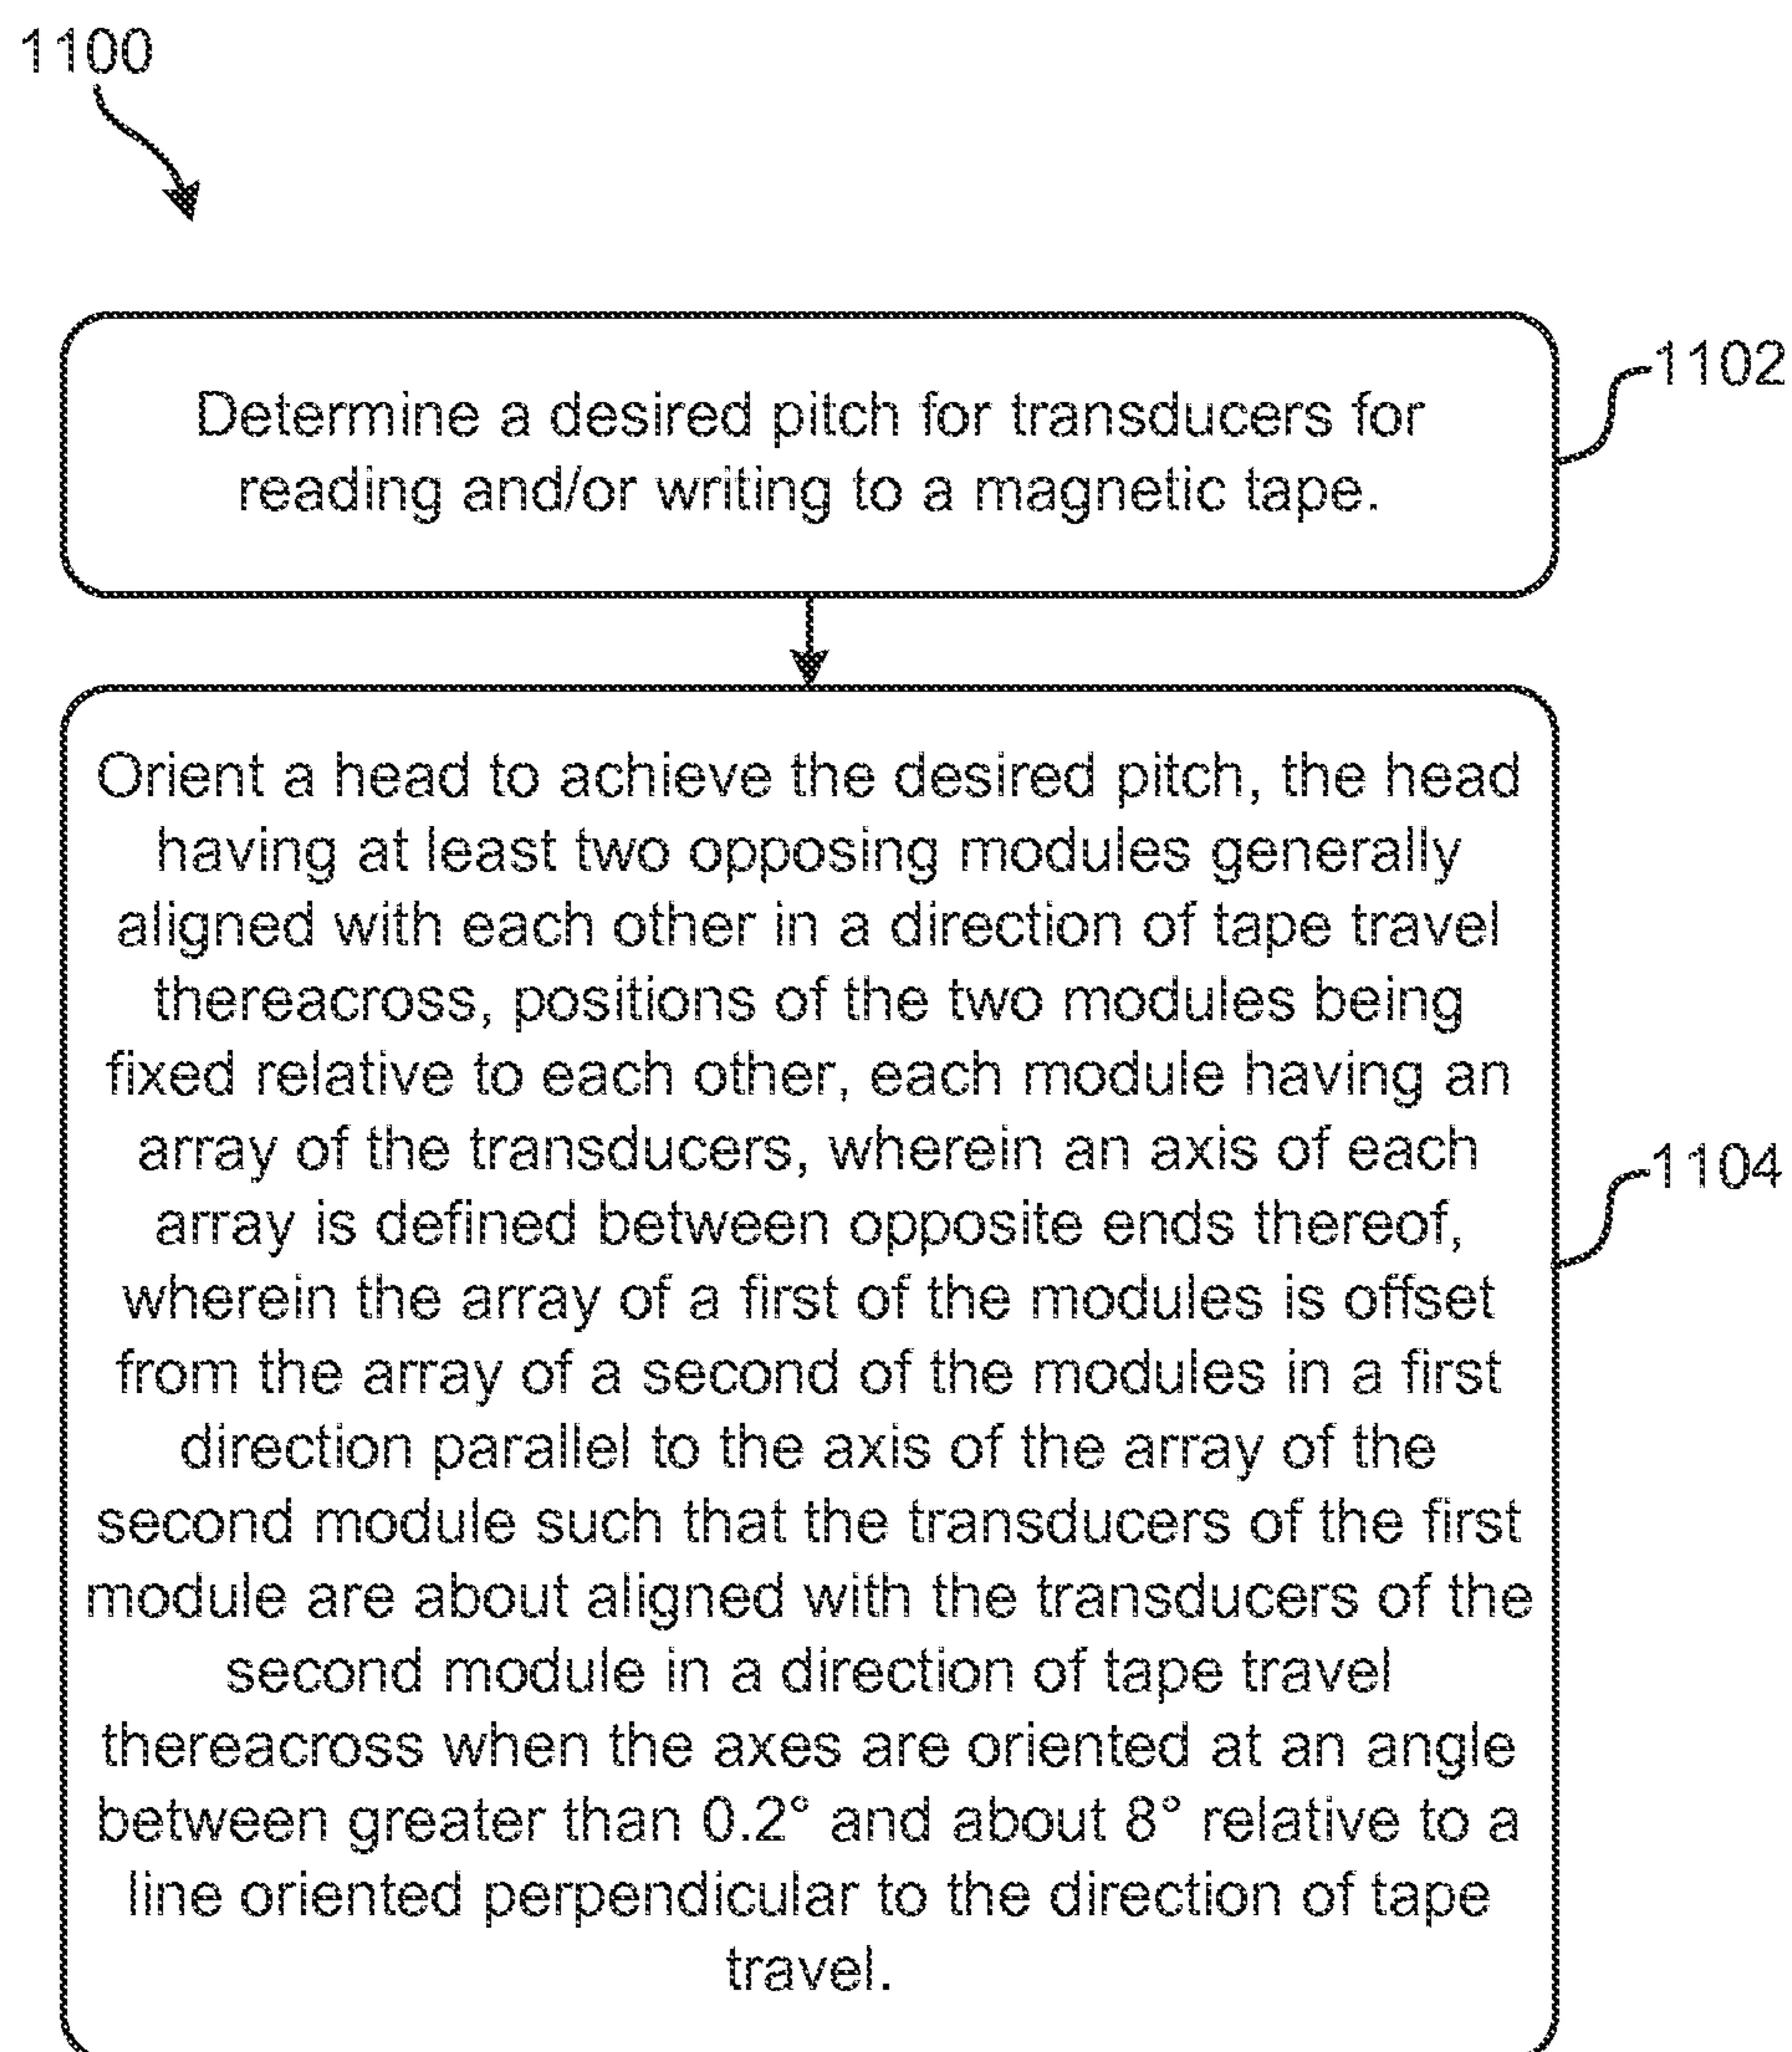 1100
1102
Determine a desired pitch for transducers for
reading and/or writing to a magnetic tape.
Orient a head to achieve the desired pitch, the head
having at least two opposing modules generally
aligned with each other in a direction of tape travel
thereacross, positions of the two modules being
fixed relative to each other, each module having an
array of the transducers, wherein an axis of each
1104
array is defined between opposite ends thereof,
wherein the array of a first of the modules is offset
from the array of a second of the modules in a first
direction parallel to the axis of the array of the
second module such that the transducers of the first
module are about aligned with the transducers of the
second module in a direction of tape travel
thereacross when the axes are oriented at an angle
between greater than 0.2° and about 8° relative to a
line oriented perpendicular to the direction of tape
travel.